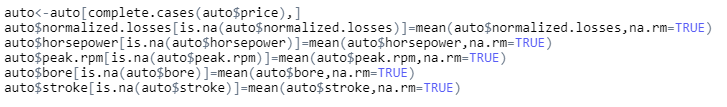 auto<-auto[complete.cases(auto$price),]
auto$normalized.losses[is.na(auto$normalized.losses)]=mean(auto$normalized.losses,na.rm=TRUE)
auto$horsepower[is.na(auto$horsepower)]=mean(auto$horsepower,na.rm=TRUE)
auto$peak.rpm[is.na(auto$peak.rpm)]=mean(auto$peak.rpm,na.rm=TRUE)
auto$bore[is.na(auto$bore)]=mean(auto$bore,na.rm=TRUE)
auto$stroke[is.na(auto$stroke)]=mean(auto$stroke,na.rm=TRUE)